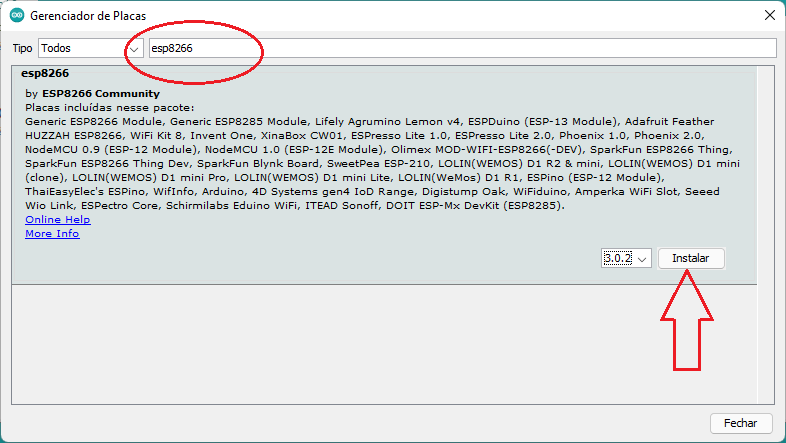 Gerenciador de Placas
Tipo Todos esp8266
esp8266
by ESP8266 Community
Placas incluídas nesse pacote:
Generic ESP8266 Module, Generic ESP8285 Module, Lifely Agrumino Lemon v4, ESPDuino (ESP-13 Module), Adafruit Feather
HUZZAH ESP8266, WiFi Kit 8, Invent One, XinaBox CW01, ESPresso Lite 1.0, ESPresso Lite 2.0, Phoenix 1.0, Phoenix 2.0,
NodeMCU 0.9 (ESP-12 Module), NodeMCU 1.0 (ESP-12E Module), Olimex MOD-WIFI-ESP8266(-DEV), SparkFun ESP8266 Thing,
SparkFun ESP8266 Thing Dev, SparkFun Blynk Board, SweetPea ESP-210, LOLIN(WEMOS) D1 R2 & mini, LOLIN(WEMOS) D1 mini
(clone), LOLIN(WEMOS) D1 mini Pro, LOLIN(WEMOS) D1 mini Lite, LOLIN(WeMos) D1 R1, ESPino (ESP-12 Module),
ThaiEasyElec's ESPino, WifInfo, Arduino, 4D Systems gen4 IoD Range, Digistump Oak, WiFiduino, Amperka WiFi Slot, Seeed
Wio Link, ESPectro Core, Schirmilabs Eduino WiFi, ITEAD Sonoff, DOIT ESP-Mx DevKit (ESP8285).
Online Help
More Info
3.0.2 Instalar
Fechar